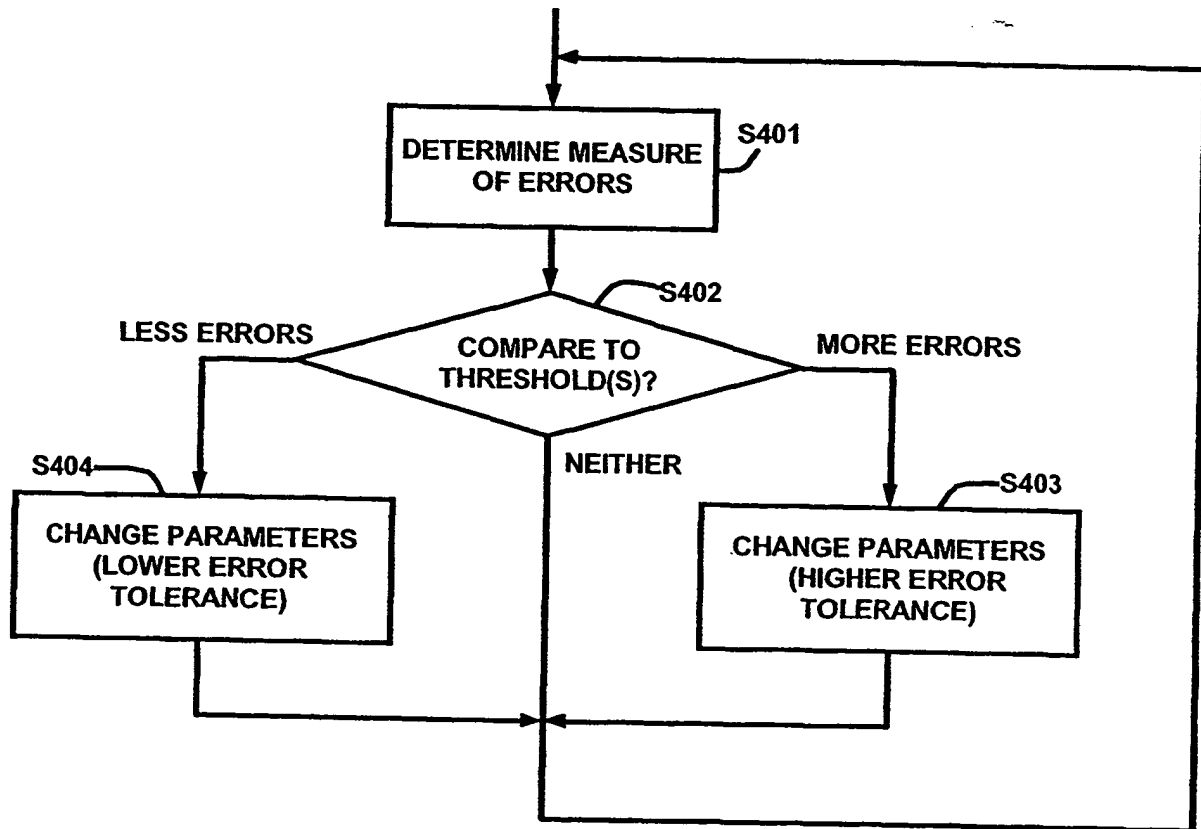 DETERMINE MEASURE
OF ERRORS
S401
S402
COMPARE TO
THRESHOLD(S)?
LESS ERRORS
MORE ERRORS
NEITHER
S404
CHANGE PARAMETERS
(LOWER ERROR
TOLERANCE)
S403
CHANGE PARAMETERS
(HIGHER ERROR
TOLERANCE)